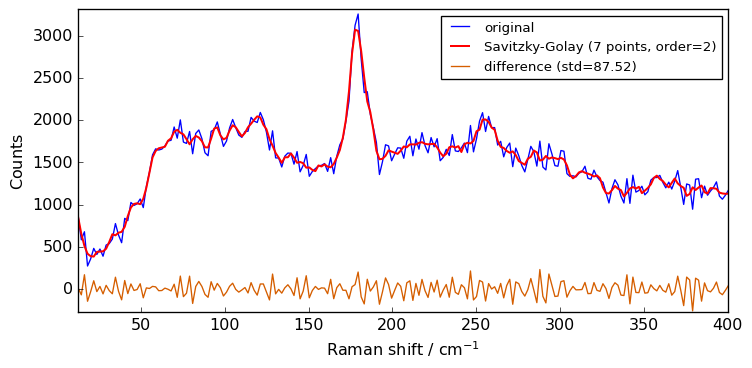 original
Savitzky-Golay (7 points, order=2)
difference (std=87.52)
3000
2500
2000
1500
1000
500
0
Counts
50 100 150 200 250 300 350 400
Raman shift / cm⁻¹